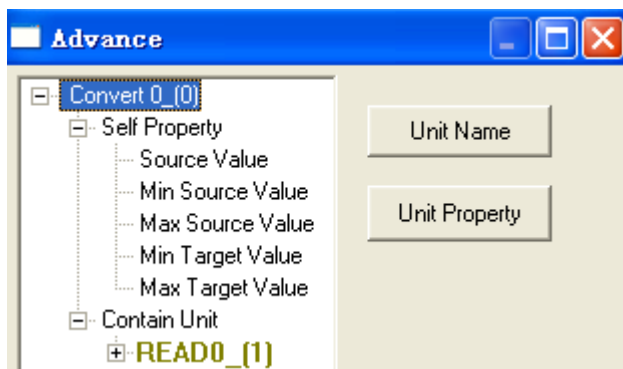 Advance
Convert 0_(0)
Self Property
Source Value
Min Source Value
Max Source Value
Min Target Value
Max Target Value
Contain Unit
READ0_(1)
Unit Name
Unit Property